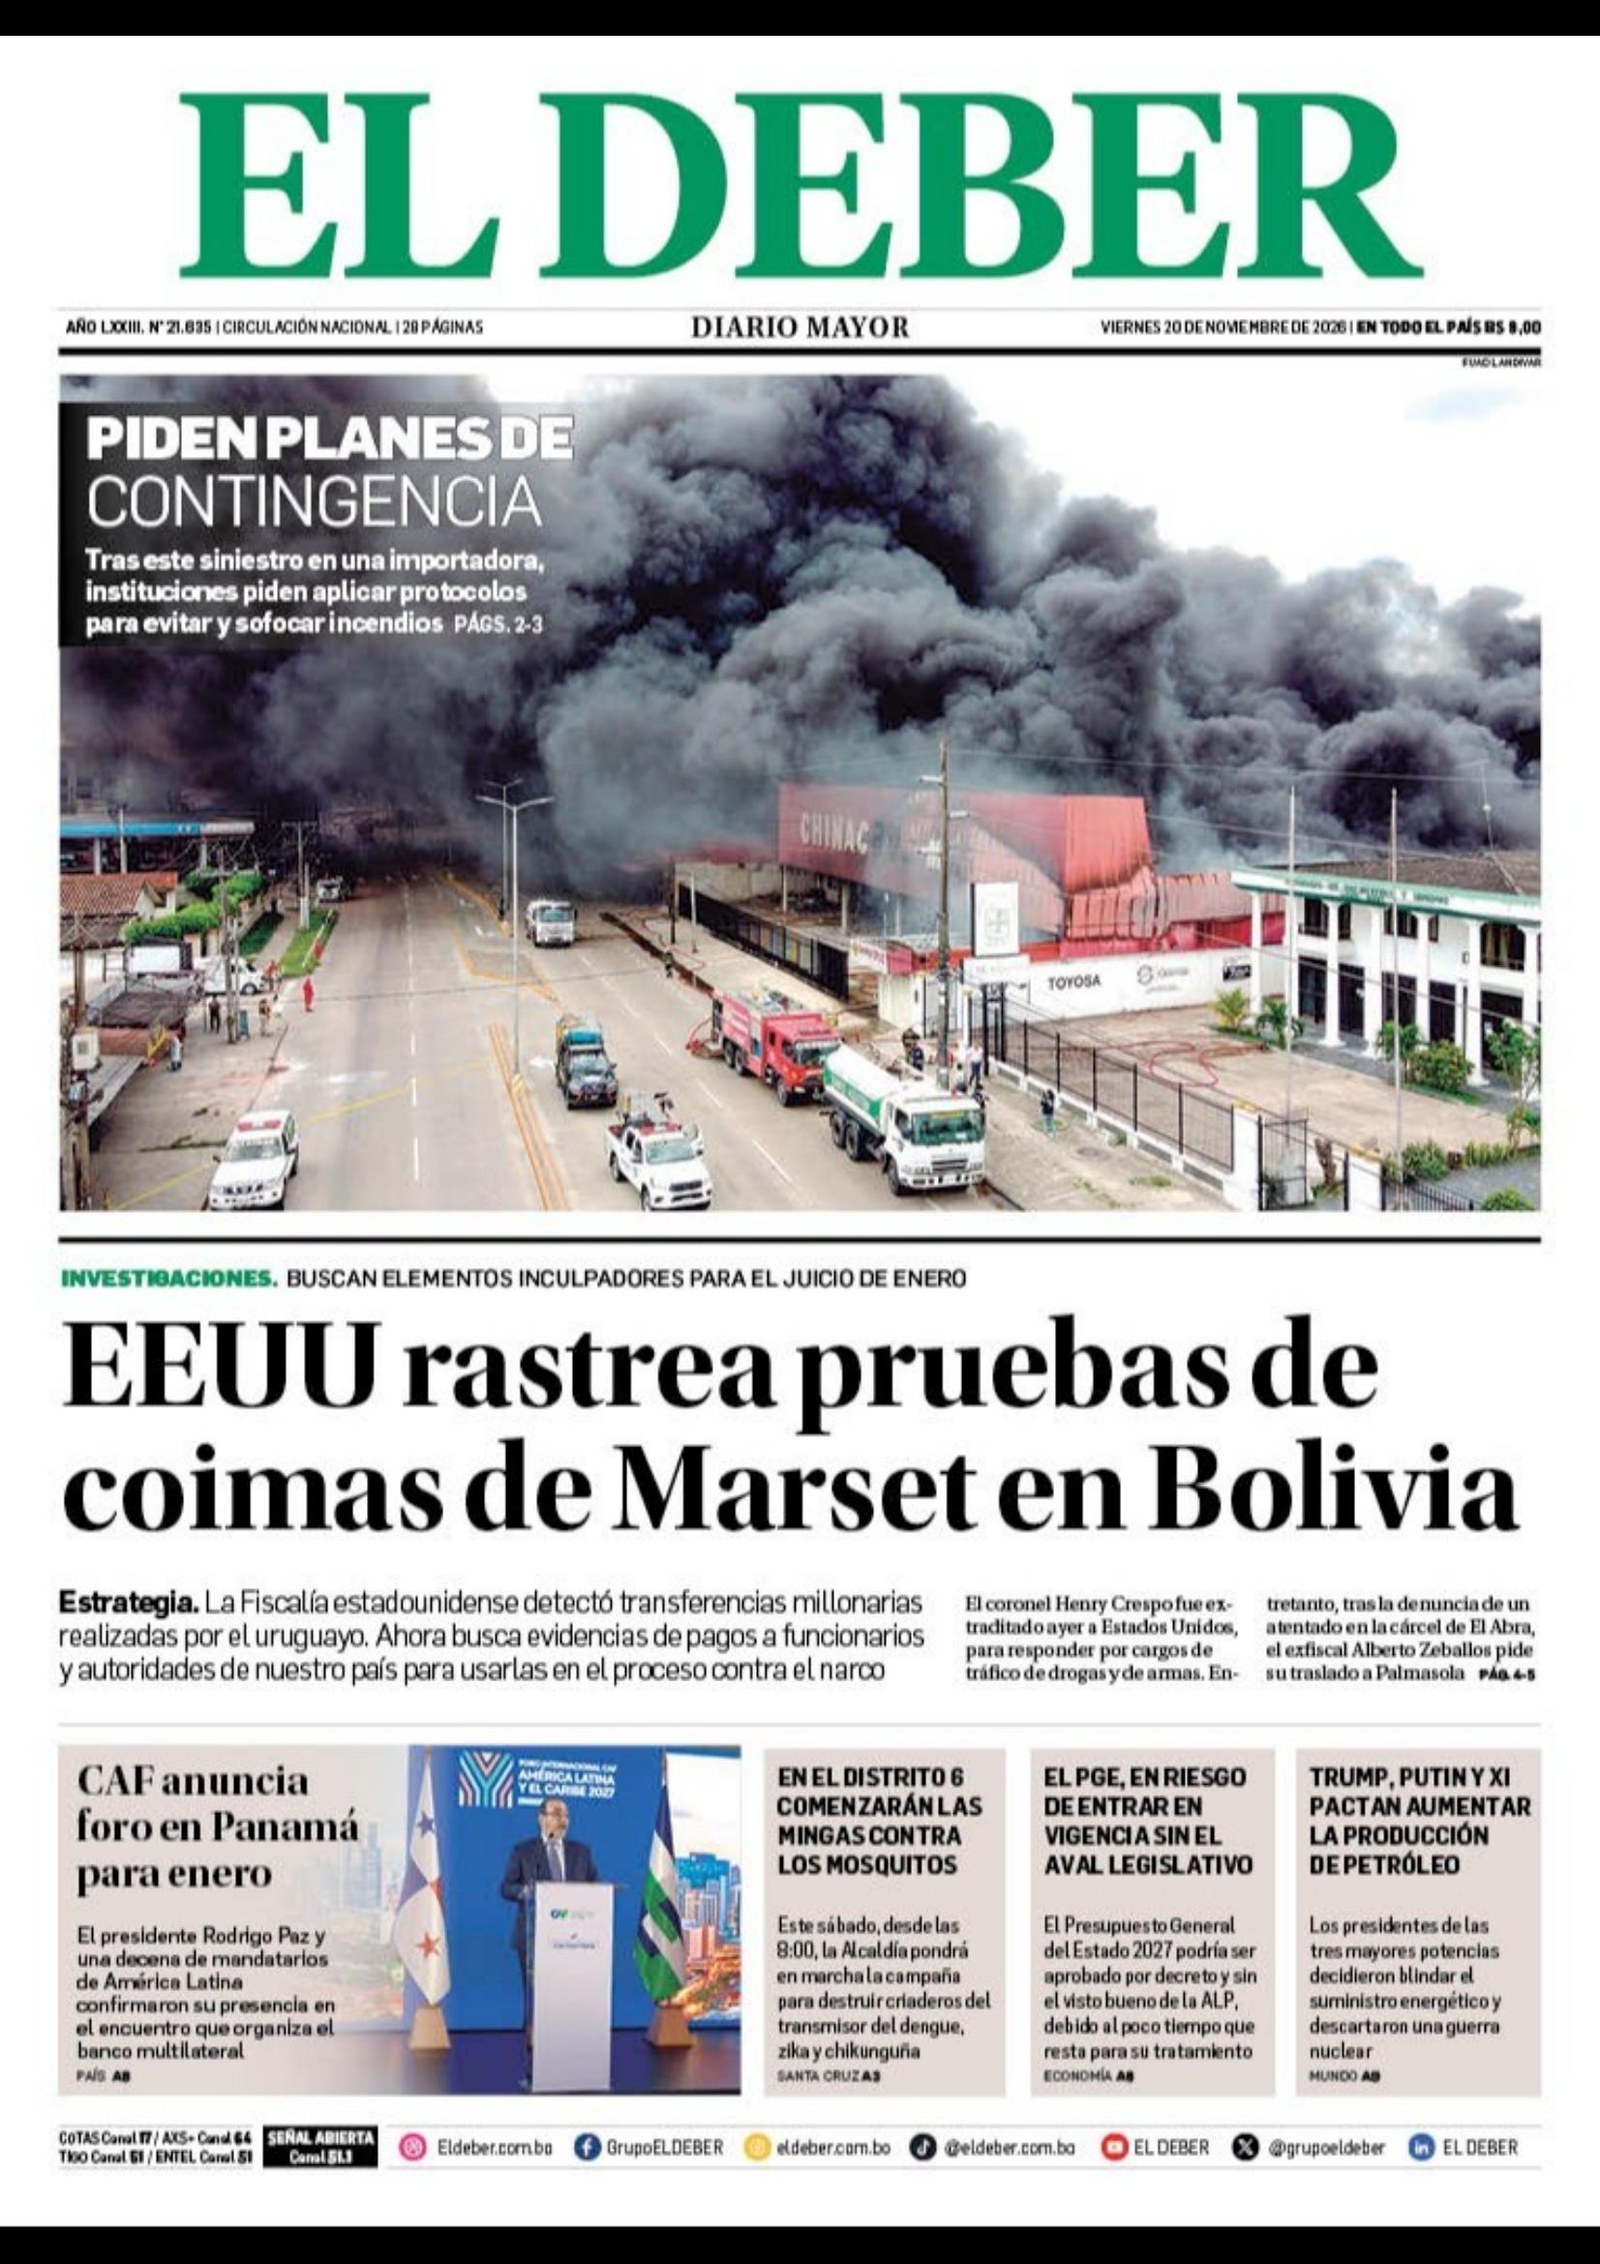 EL DEBER
AÑO LXXIII. N° 21.635 | CIRCULACIÓN NACIONAL | 28 PÁGINAS
DIARIO MAYOR
VIERNES 20 DE NOVIEMBRE DE 2026 | EN TODO EL PAÍS BS 8,00
FUAD LANDIVAR
PIDEN PLANES DE
CONTINGENCIA
Tras este siniestro en una importadora,
instituciones piden aplicar protocolos
para evitar y sofocar incendios PÁGS. 2-3
CHINAC
TOYOSA
INVESTIGACIONES. BUSCAN ELEMENTOS INCULPADORES PARA EL JUICIO DE ENERO
EEUU rastrea pruebas de
coimas de Marset en Bolivia
Estrategia. La Fiscalía estadounidense detectó transferencias millonarias
realizadas por el uruguayo. Ahora busca evidencias de pagos a funcionarios
y autoridades de nuestro país para usarlas en el proceso contra el narco
El coronel Henry Crespo fue ex-
traditado ayer a Estados Unidos,
para responder por cargos de
tráfico de drogas y de armas. En-
tretanto, tras la denuncia de un
atentado en la cárcel de El Abra,
el exfiscal Alberto Zeballos pide
su traslado a Palmasola PÁG. 4-5
CAF anuncia
foro en Panamá
para enero
El presidente Rodrigo Paz y
una decena de mandatarios
de América Latina
confirmaron su presencia en
el encuentro que organiza el
banco multilateral
PAÍS A8
FORO INTERNACIONAL CAF
AMÉRICA LATINA
Y EL CARIBE 2027
EN EL DISTRITO 6
COMENZARÁN LAS
MINGAS CONTRA
LOS MOSQUITOS
Este sábado, desde las
8:00, la Alcaldía pondrá
en marcha la campaña
para destruir criaderos del
transmisor del dengue,
zika y chikunguña
SANTA CRUZ A3
EL PGE, EN RIESGO
DE ENTRAR EN
VIGENCIA SIN EL
AVAL LEGISLATIVO
El Presupuesto General
del Estado 2027 podría ser
aprobado por decreto y sin
el visto bueno de la ALP,
debido al poco tiempo que
resta para su tratamiento
ECONOMÍA A6
TRUMP, PUTIN Y XI
PACTAN AUMENTAR
LA PRODUCCIÓN
DE PETRÓLEO
Los presidentes de las
tres mayores potencias
decidieron blindar el
suministro energético y
descartaron una guerra
nuclear
MUNDO A9
COTAS Canal 17 / AXS+ Canal 64
TIGO Canal 51 / ENTEL Canal 51
SEÑAL ABIERTA
Canal 51.1
Eldeber.com.bo
GrupoELDEBER
eldeber.com.bo
@eldeber.com.bo
EL DEBER
@grupoeldeber
EL DEBER